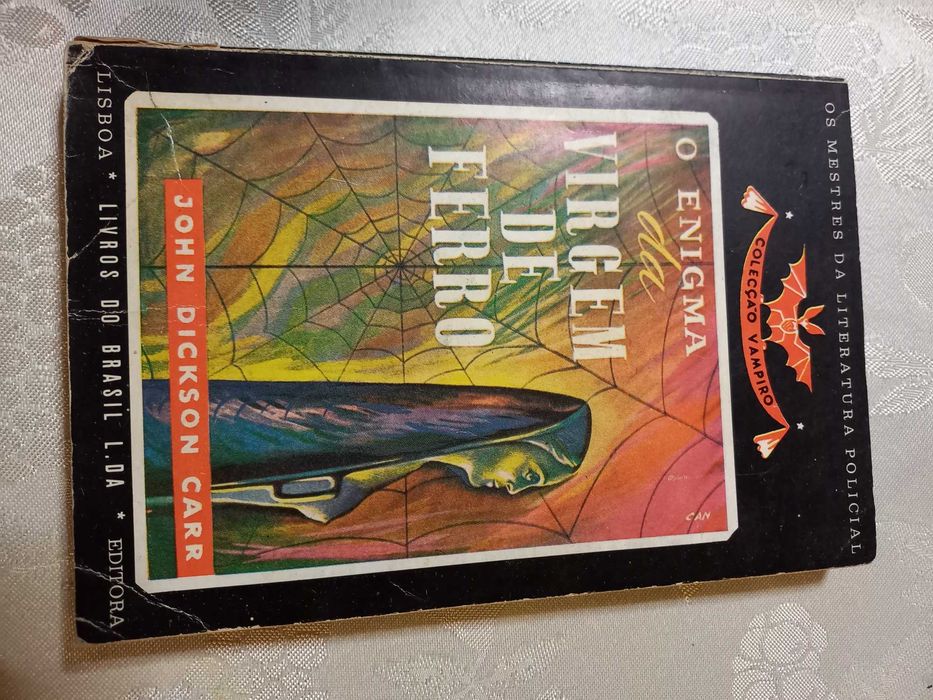 OS MESTRES DA LITERATURA POLICIAL
COLECÇÃO VAMPIRO
O ENIGMA
da
VIRGEM
DE
FERRO
CAN
JOHN DICKSON CARR
LISBOA * LIVROS DO BRASIL L.DA * EDITORA